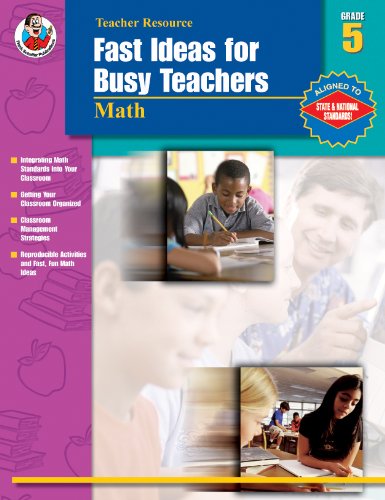 Teacher Resource
GRADE
5
Fast Ideas for
Busy Teachers
Math
ALIGNED TO
STATE & NATIONAL
STANDARDS!
Integrating Math
Standards into Your
Classroom
Getting Your
Classroom Organized
Classroom
Management
Strategies
Reproducible Activities
and Fast, Fun Math
Ideas